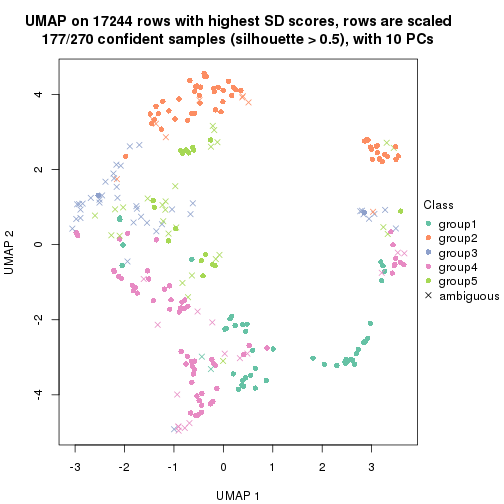 UMAP on 17244 rows with highest SD scores, rows are scaled
177/270 confident samples (silhouette > 0.5), with 10 PCs
4
2
0
-2
-4
UMAP 2
-3
-2
-1
0
1
2
3
UMAP 1
Class
group1
group2
group3
group4
group5
ambiguous